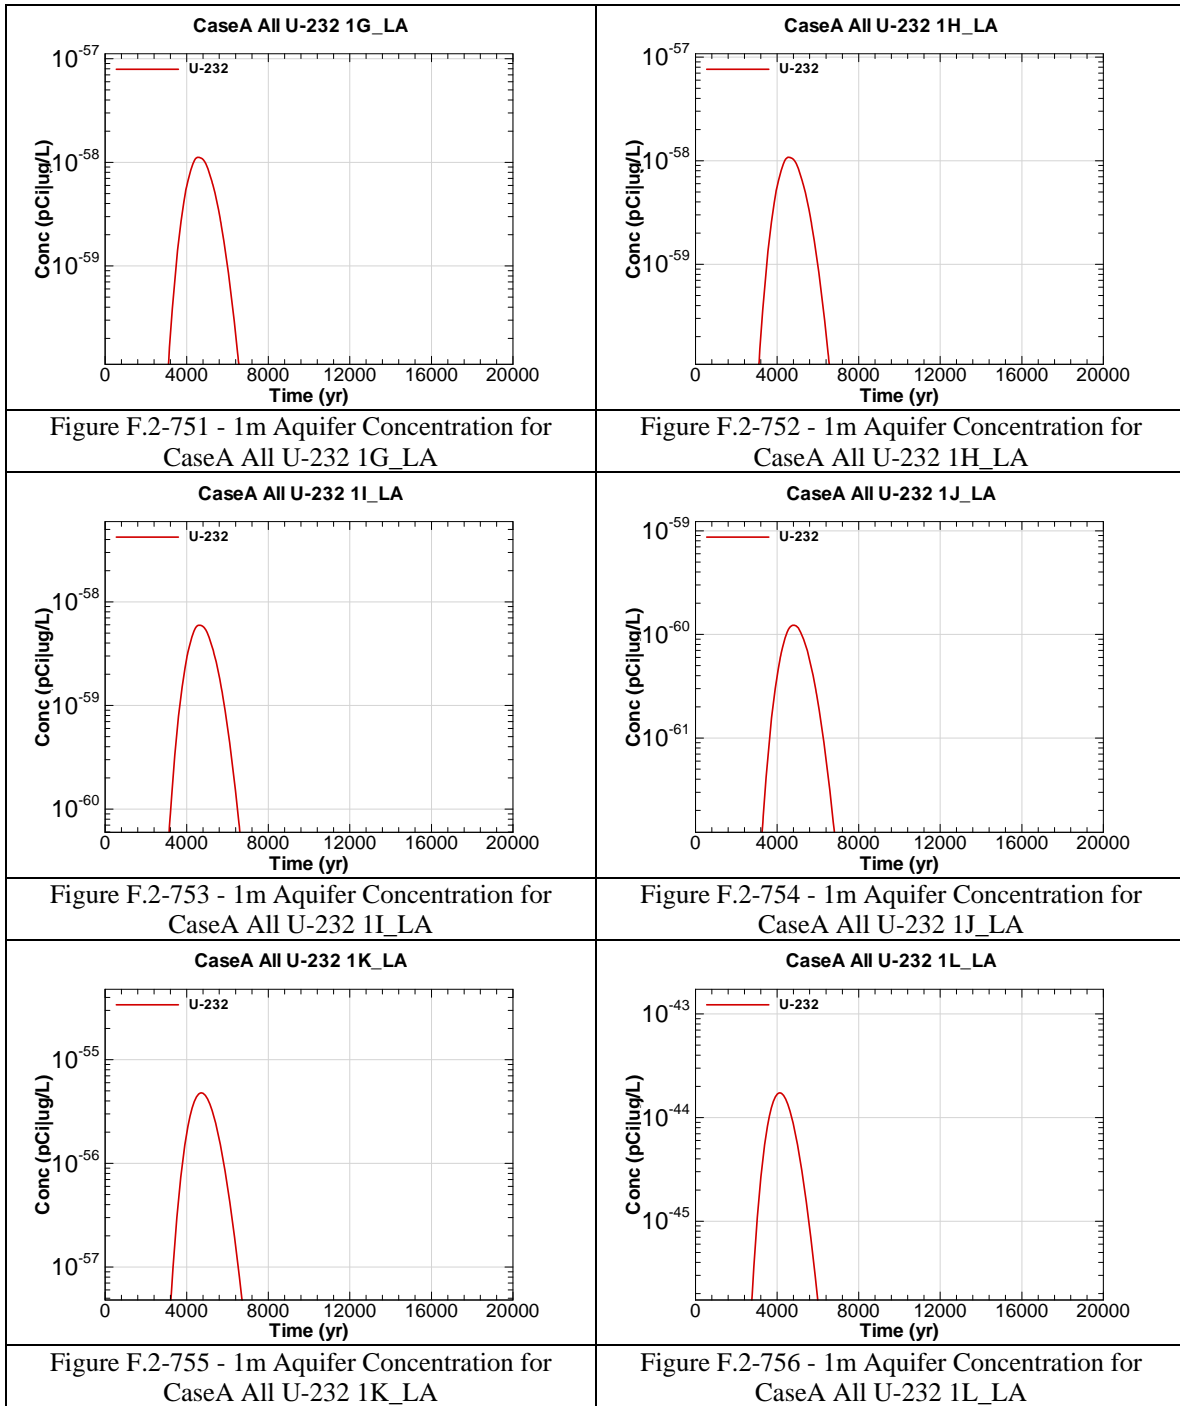 CaseA All U-232 1G_LA
U-232
10-57
10-58
10-59
Conc (pCi|ug/L)
0 4000 8000 12000 16000 20000
Time (yr)
Figure F.2-751 - 1m Aquifer Concentration for
CaseA All U-232 1G_LA
CaseA All U-232 1H_LA
U-232
10-57
10-58
10-59
Conc (pCi|ug/L)
0 4000 8000 12000 16000 20000
Time (yr)
Figure F.2-752 - 1m Aquifer Concentration for
CaseA All U-232 1H_LA
CaseA All U-232 1I_LA
U-232
10-58
10-59
10-60
Conc (pCi|ug/L)
0 4000 8000 12000 16000 20000
Time (yr)
Figure F.2-753 - 1m Aquifer Concentration for
CaseA All U-232 1I_LA
CaseA All U-232 1J_LA
U-232
10-59
10-60
10-61
Conc (pCi|ug/L)
0 4000 8000 12000 16000 20000
Time (yr)
Figure F.2-754 - 1m Aquifer Concentration for
CaseA All U-232 1J_LA
CaseA All U-232 1K_LA
U-232
10-55
10-56
10-57
Conc (pCi|ug/L)
0 4000 8000 12000 16000 20000
Time (yr)
Figure F.2-755 - 1m Aquifer Concentration for
CaseA All U-232 1K_LA
CaseA All U-232 1L_LA
U-232
10-43
10-44
10-45
Conc (pCi|ug/L)
0 4000 8000 12000 16000 20000
Time (yr)
Figure F.2-756 - 1m Aquifer Concentration for
CaseA All U-232 1L_LA